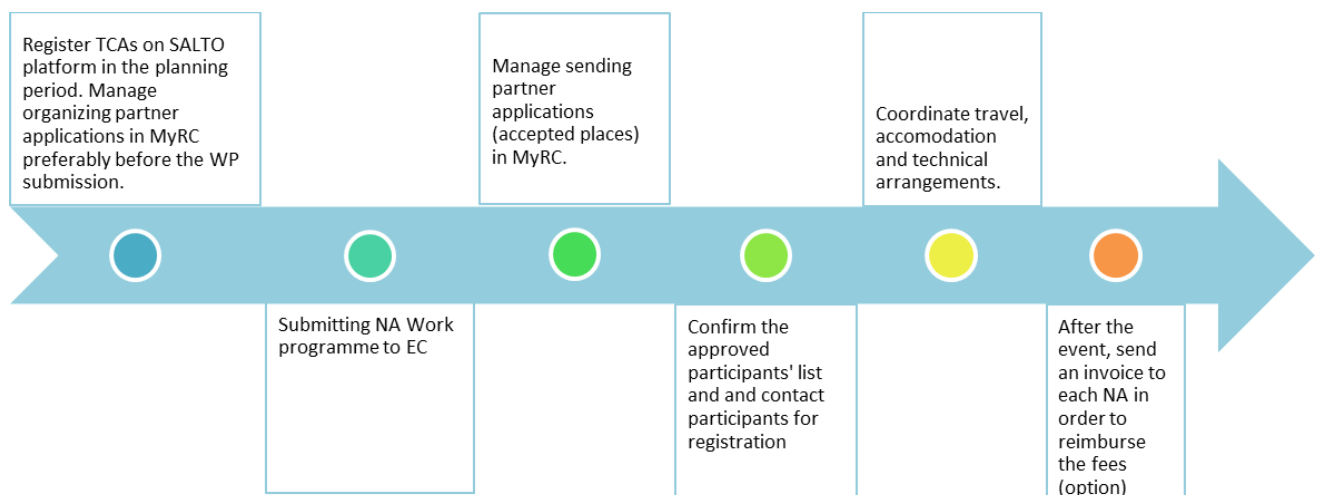 Register TCAs on SALTO
platform in the planning
period. Manage
organizing partner
applications in MyRC
preferably before the WP
submission.
Submitting NA Work
programme to EC
Manage sending
partner
applications
(accepted places)
in MyRC.
Confirm the
approved
participants' list
and and contact
participants for
registration
Coordinate travel,
accomodation
and technical
arrangements.
After the
event, send
an invoice to
each NA in
order to
reimburse
the fees
(option)